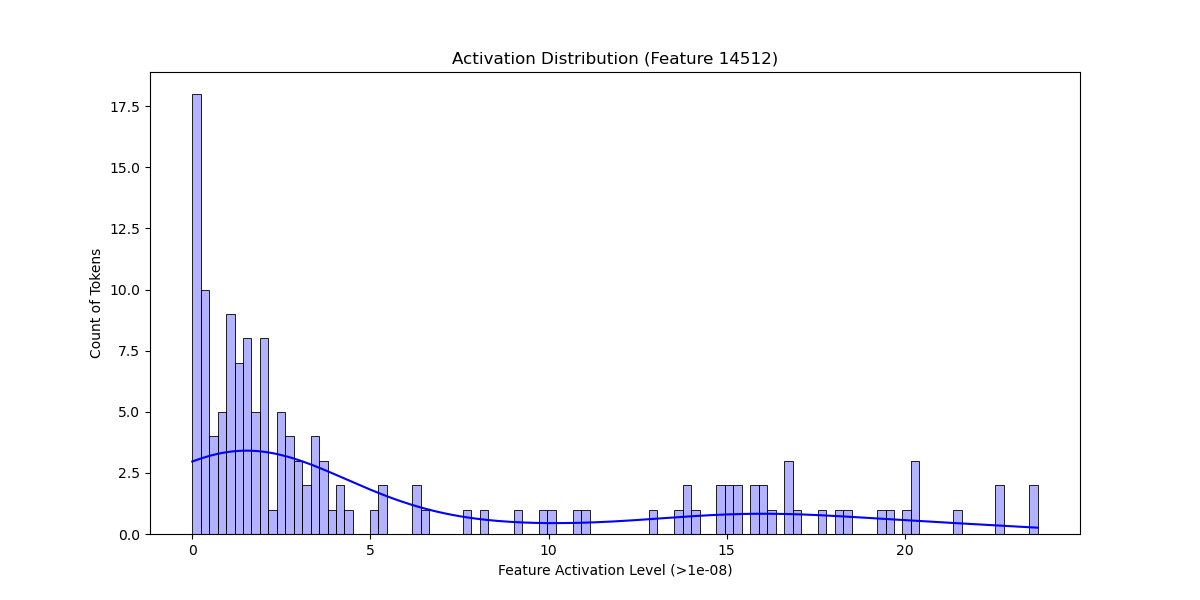 Activation Distribution (Feature 14512)
17.5
15.0
12.5
10.0
7.5
5.0
2.5
0.0
Count of Tokens
0 5 10 15 20
Feature Activation Level (>1e-08)